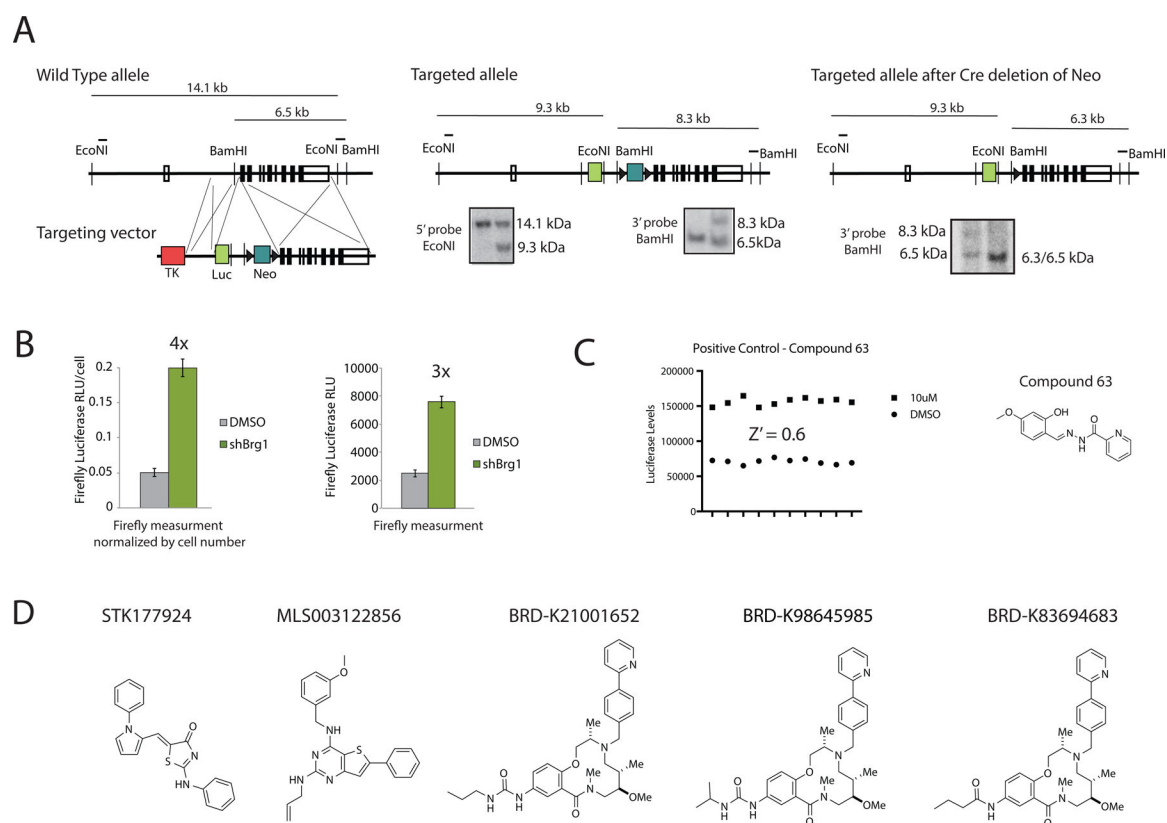 A
Wild Type allele
14.1 kb
6.5 kb
EcoNI
BamHI
EcoNI
BamHI
Targeting vector
TK
Luc
Neo
Targeted allele
9.3 kb
8.3 kb
EcoNI
EcoNI
BamHI
BamHI
5' probe
EcoNI
14.1 kDa
9.3 kDa
3' probe
BamHI
8.3 kDa
6.5kDa
Targeted allele after Cre deletion of Neo
9.3 kb
6.3 kb
EcoNI
EcoNI
BamHI
BamHI
3' probe
BamHI
8.3 kDa
6.5 kDa
6.3/6.5 kDa
B
4x
Fireflly Luciferase RLU/cell
0.2
0.15
0.1
0.05
0
DMSO
shBrg1
Firefly measurment
normalized by cell number
3x
Firefly Luciferase RLU
10000
8000
6000
4000
2000
0
DMSO
shBrg1
Firefly measurment
C
Positive Control - Compound 63
Luciferase Levels
200000
150000
100000
50000
0
Z' = 0.6
10uM
DMSO
Compound 63
O
OH
N
N
H
O
N
D
STK177924
N
O
S
N
HN
MLS003122856
O
NH
S
N
N
HN
BRD-K21001652
N
Me
N
O
Me
Me
N
OMe
O
O
N
H
N
H
BRD-K98645985
N
Me
N
O
Me
Me
N
OMe
O
O
N
H
N
H
BRD-K83694683
N
Me
N
O
Me
Me
N
OMe
O
O
N
H